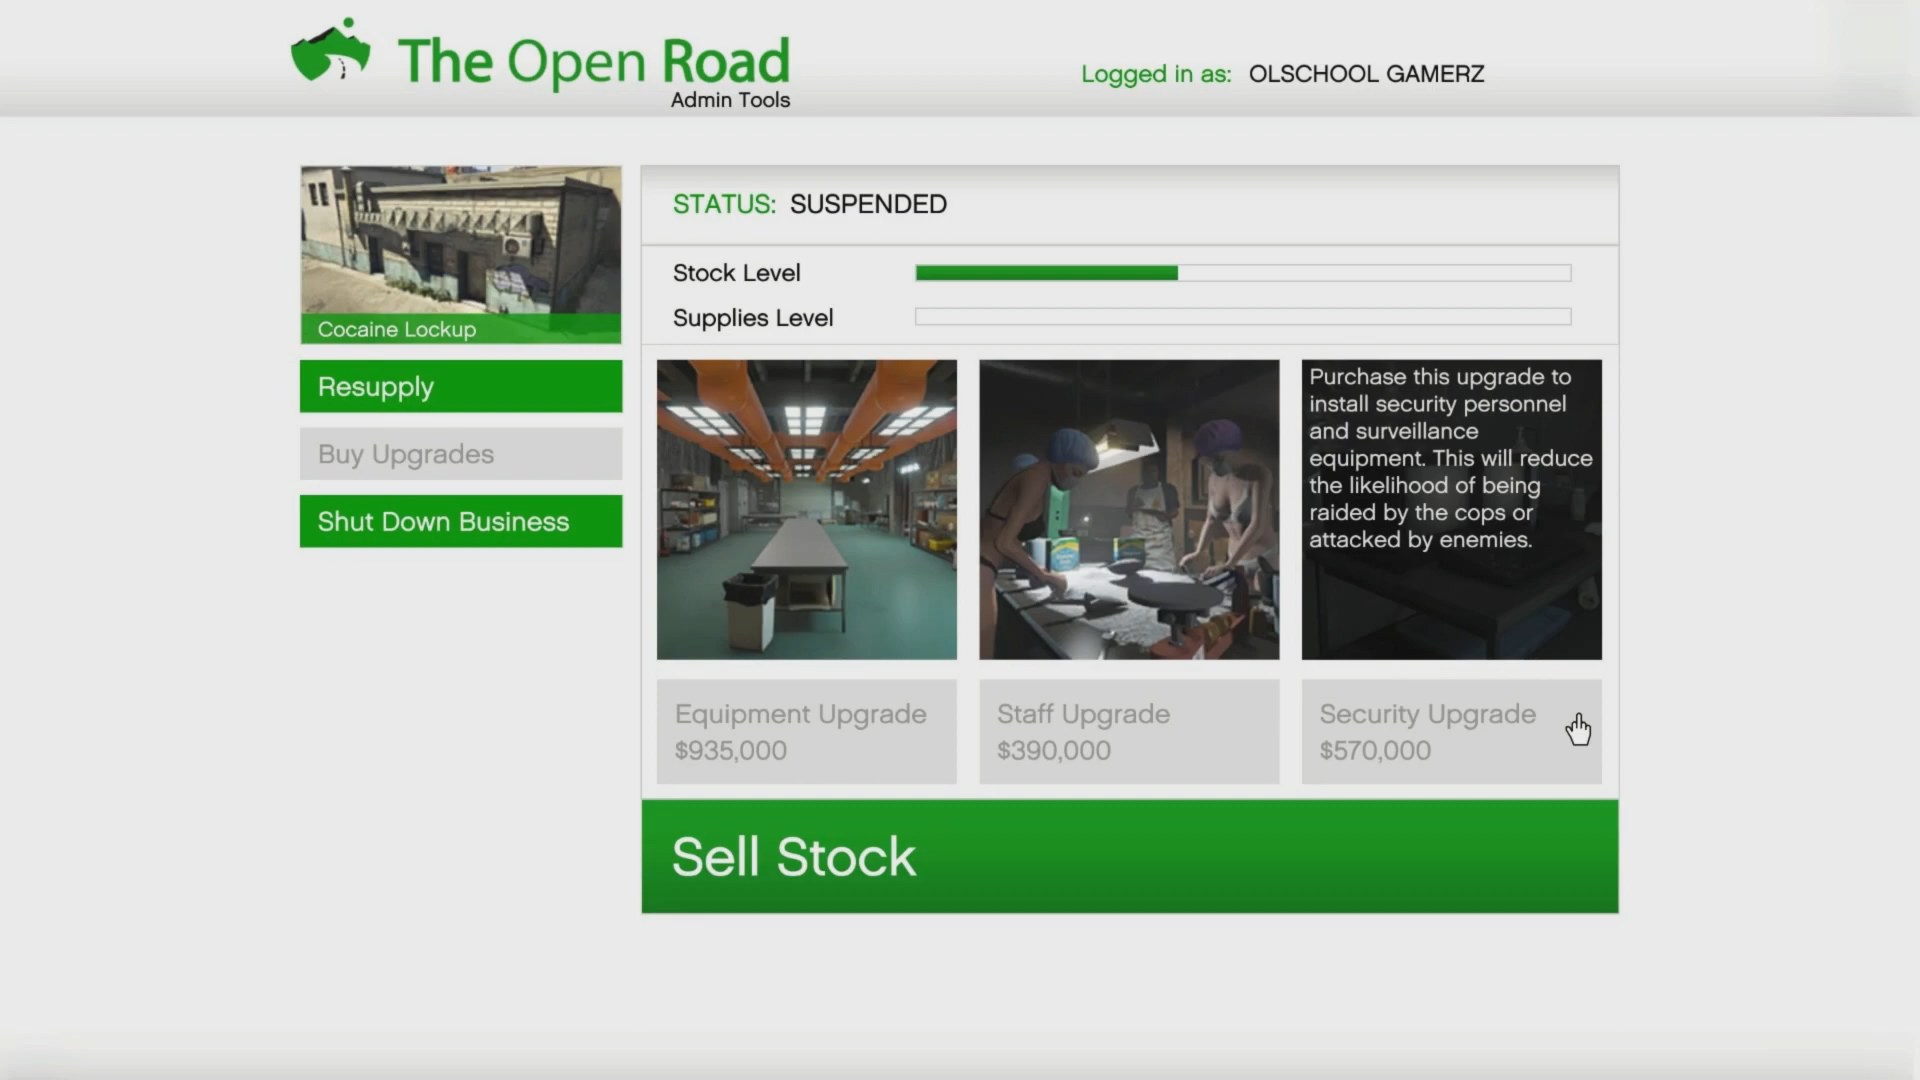 The Open Road
Admin Tools
Logged in as: OLSCHOOL GAMERZ
Cocaine Lockup
Resupply
Buy Upgrades
Shut Down Business
STATUS: SUSPENDED
Stock Level
Supplies Level
Purchase this upgrade to
install security personnel
and surveillance
equipment. This will reduce
the likelihood of being
raided by the cops or
attacked by enemies.
Equipment Upgrade
$935,000
Staff Upgrade
$390,000
Security Upgrade
$570,000
Sell Stock